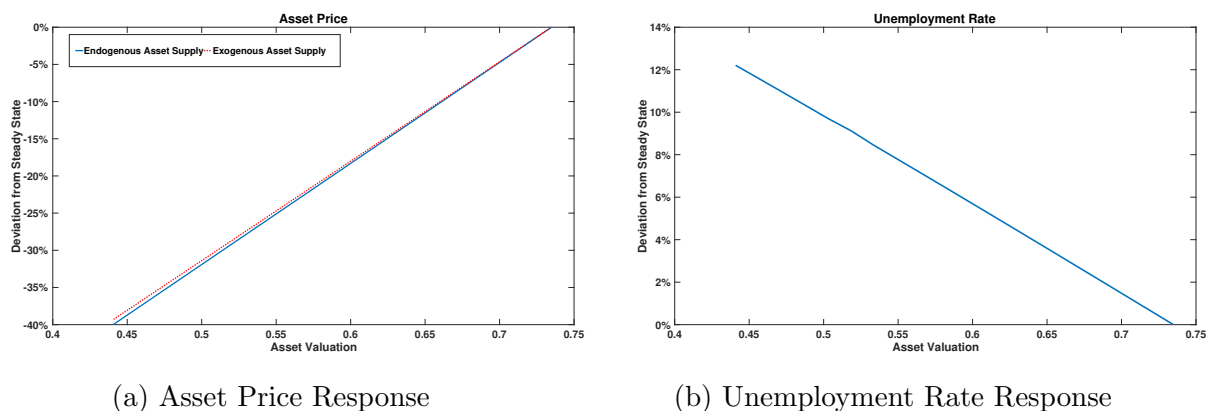 Asset Price
0%
-5%
-10%
-15%
-20%
-25%
-30%
-35%
-40%
Deviation from Steady State
Endogenous Asset Supply Exogenous Asset Supply
0.4 0.45 0.5 0.55 0.6 0.65 0.7 0.75
Asset Valuation
(a) Asset Price Response
Unemployment Rate
14%
12%
10%
8%
6%
4%
2%
0%
Deviation from Steady State
0.4 0.45 0.5 0.55 0.6 0.65 0.7 0.75
Asset Valuation
(b) Unemployment Rate Response